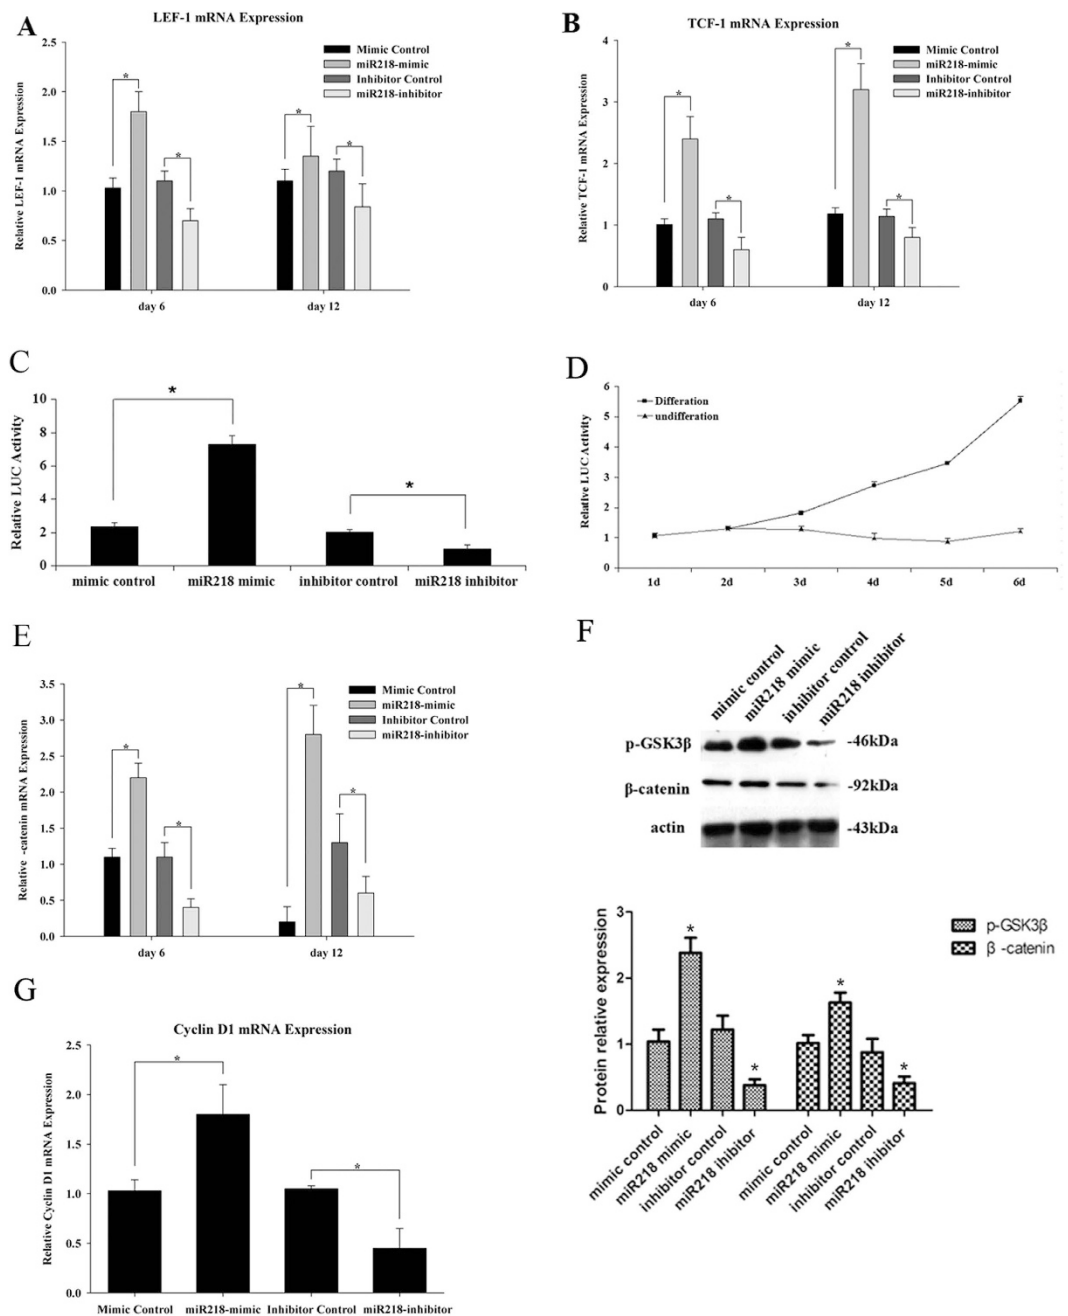 A
LEF-1 mRNA Expression
Relative LEF-1 mRNA Expression
2.5
2.0
1.5
1.0
0.5
0.0
Mimic Control
miR218-mimic
Inhibitor Control
miR218-inhibitor
*
*
*
*
day 6
day 12
B
TCF-1 mRNA Expression
Relative TCF-1 mRNA Expression
4
3
2
1
0
Mimic Control
miR218-mimic
Inhibitor Control
miR218-inhibitor
*
*
*
*
day 6
day 12
C
Relative LUC Activity
10
8
6
4
2
0
*
*
mimic control
miR218 mimic
inhibitor control
miR218 inhibitor
D
Relative LUC Activity
6
5
4
3
2
1
0
Differation
undifferation
1d
2d
3d
4d
5d
6d
E
Relative -catenin mRNA Expression
3.5
3.0
2.5
2.0
1.5
1.0
0.5
0.0
Mimic Control
miR218-mimic
Inhibitor Control
miR218-inhibitor
*
*
*
*
day 6
day 12
F
mimic control
miR218 mimic
inhibitor control
miR218 inhibitor
p-GSK3β
-46kDa
β-catenin
-92kDa
actin
-43kDa
Protein relative expression
3
2
1
0
p-GSK3β
β -catenin
*
*
*
*
mimic control
miR218 mimic
inhibitor control
miR218 ihibitor
mimic control
miR218 mimic
inhibitor control
miR218 ihibitor
G
Cyclin D1 mRNA Expression
Relative Cyclin D1 mRNA Expression
2.5
2.0
1.5
1.0
0.5
0.0
*
*
Mimic Control
miR218-mimic
Inhibitor Control
miR218-inhibitor